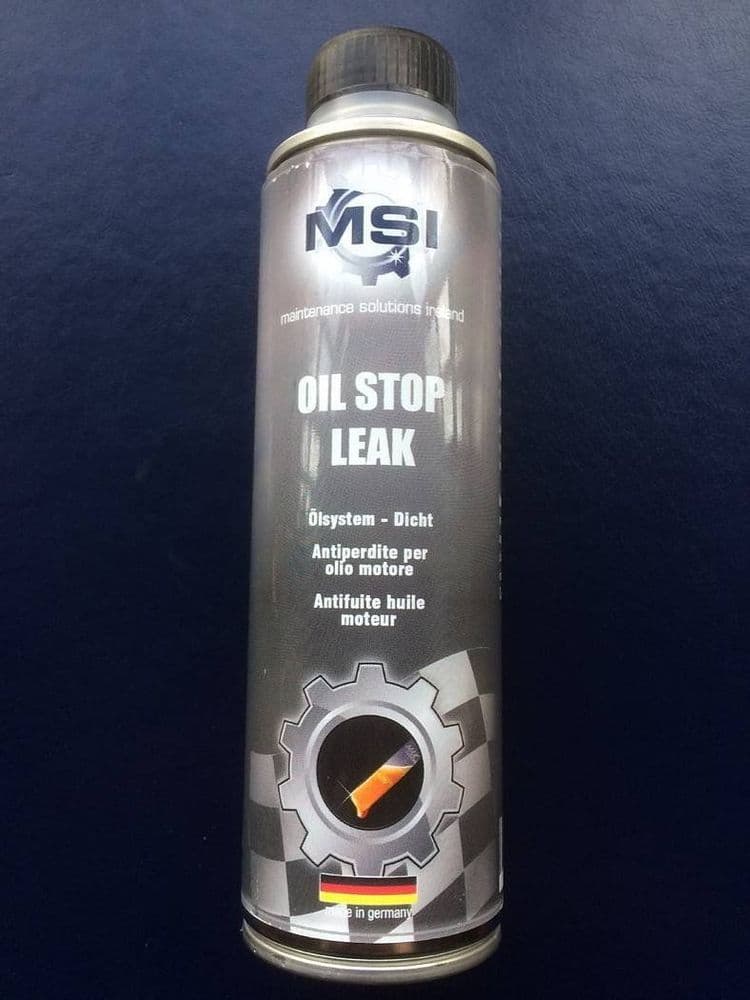 MSI
maintenance solutions ireland
OIL STOP
LEAK
Ölsystem - Dicht
Antiperdite per
olio motore
Antifuite huile
moteur
made in germany